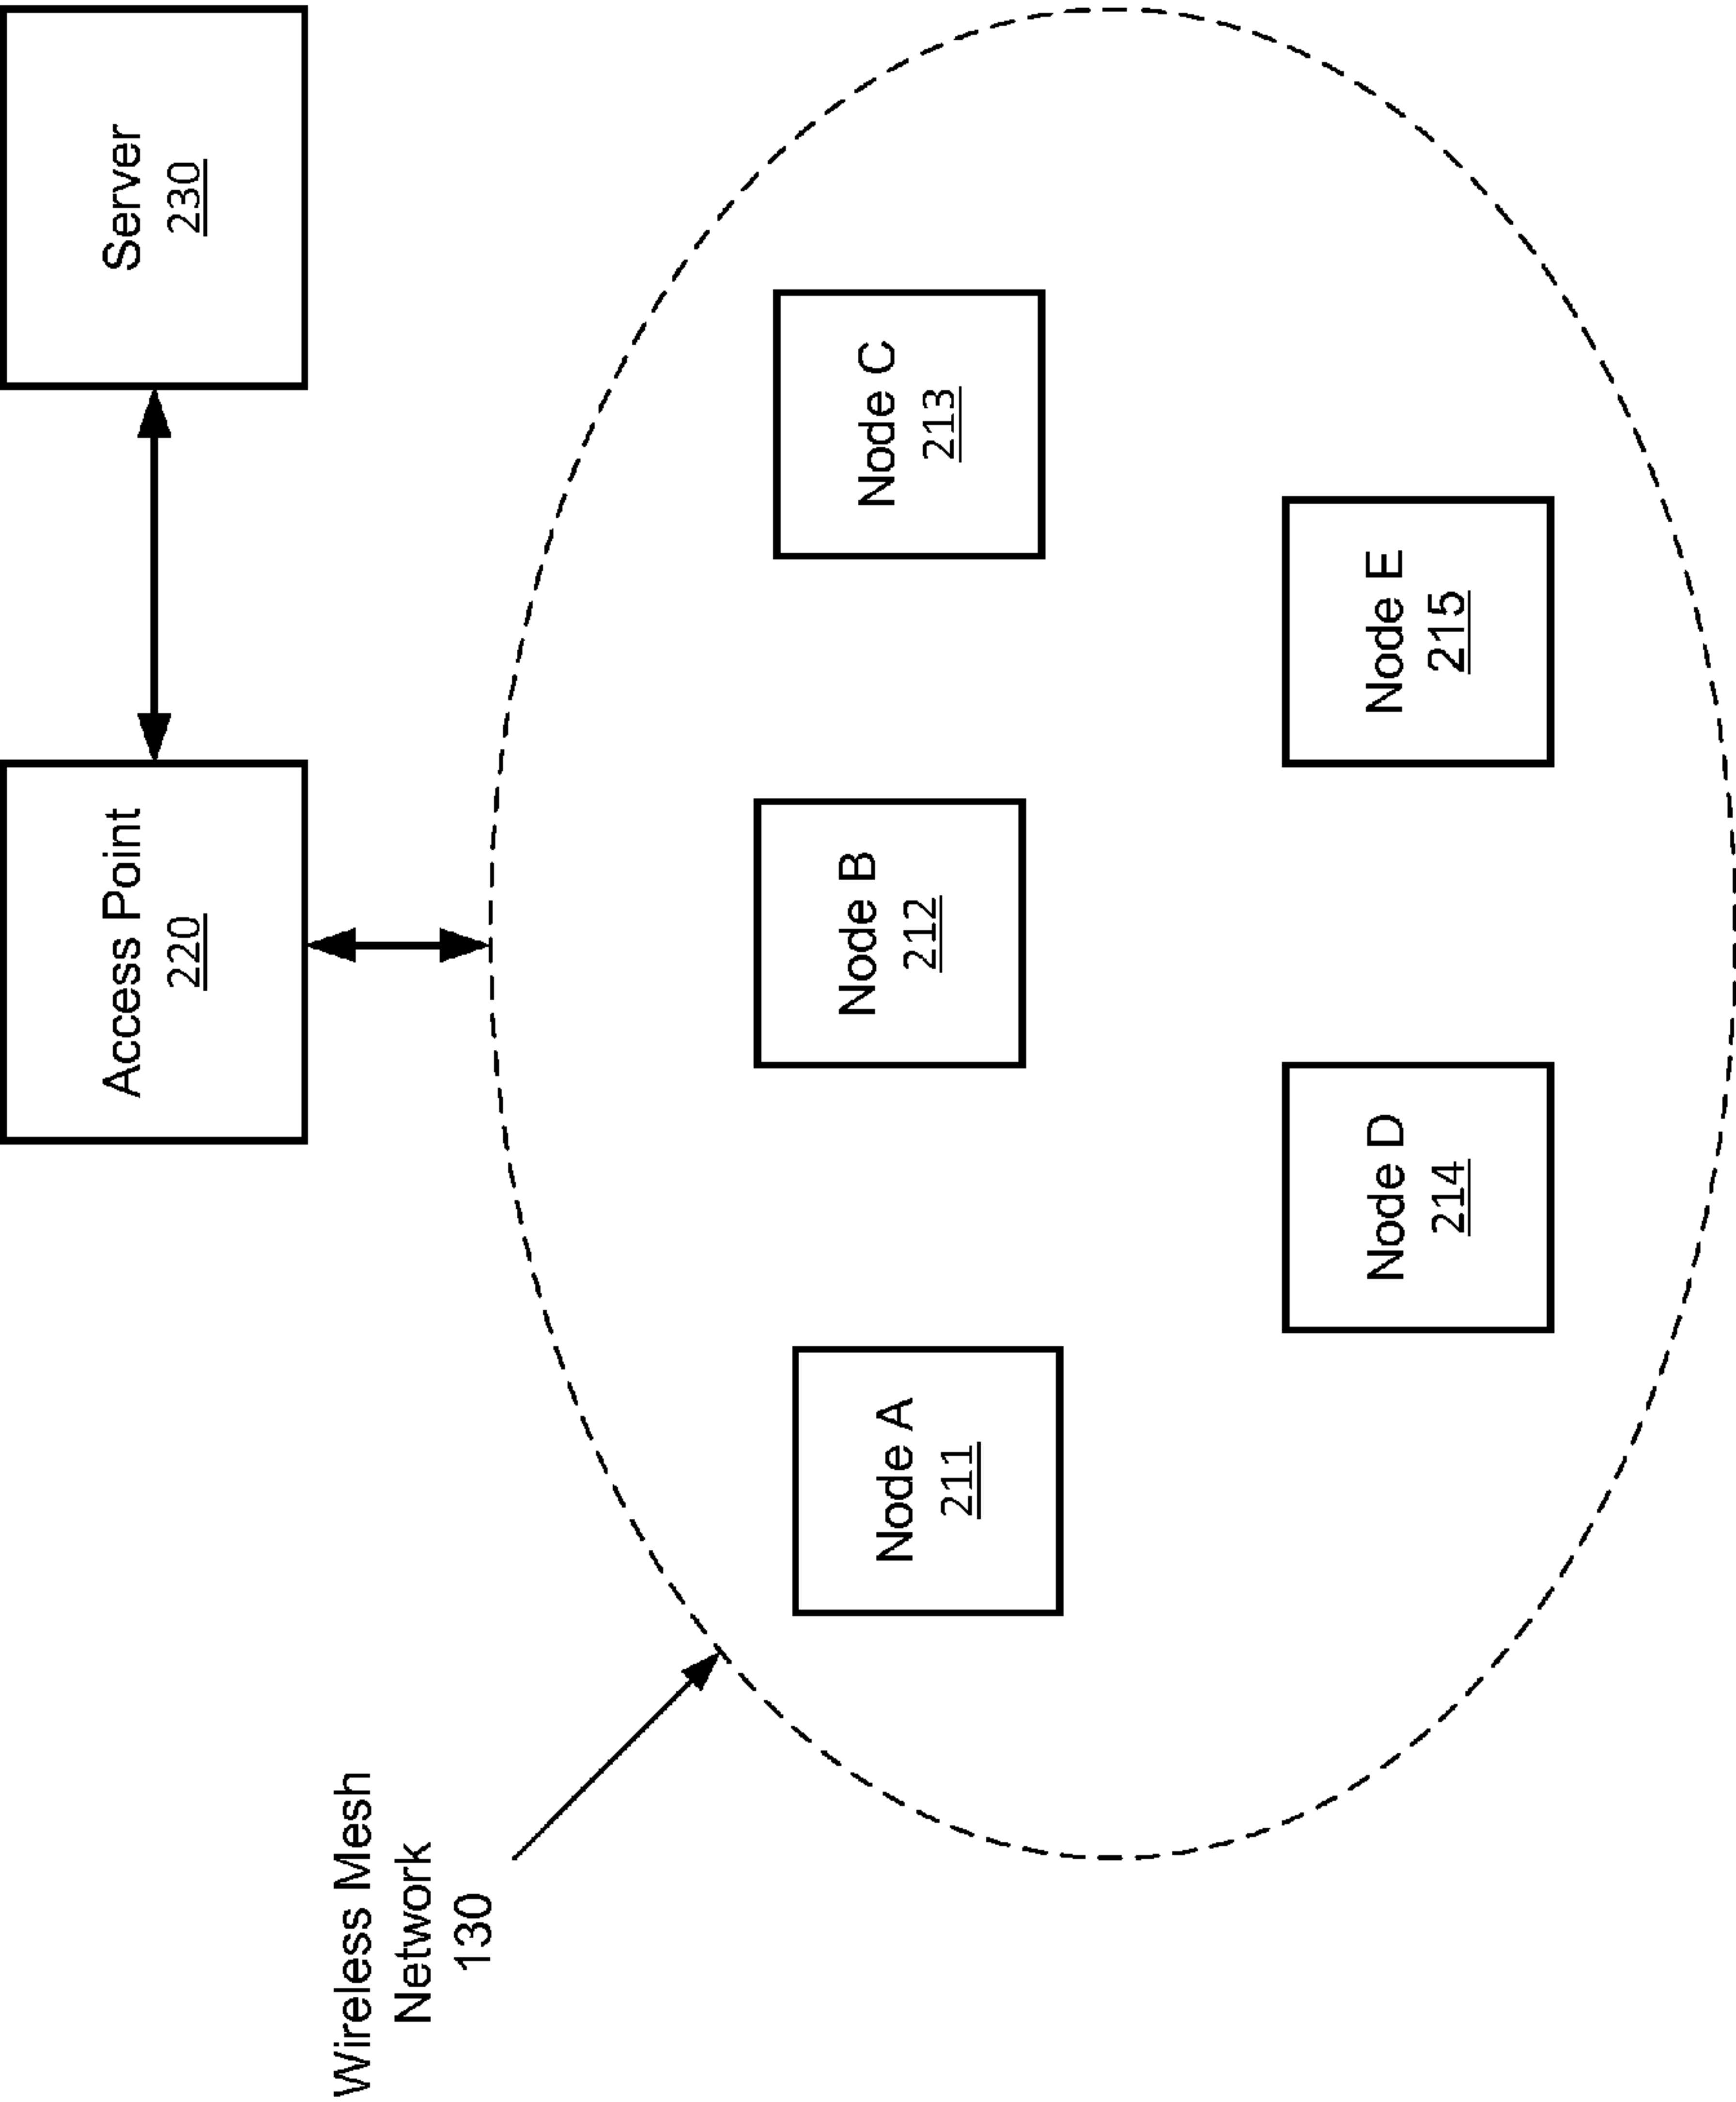 Access Point
220
Server
230
Wireless Mesh
Network
130
Node A
211
Node B
212
Node C
213
Node D
214
Node E
215